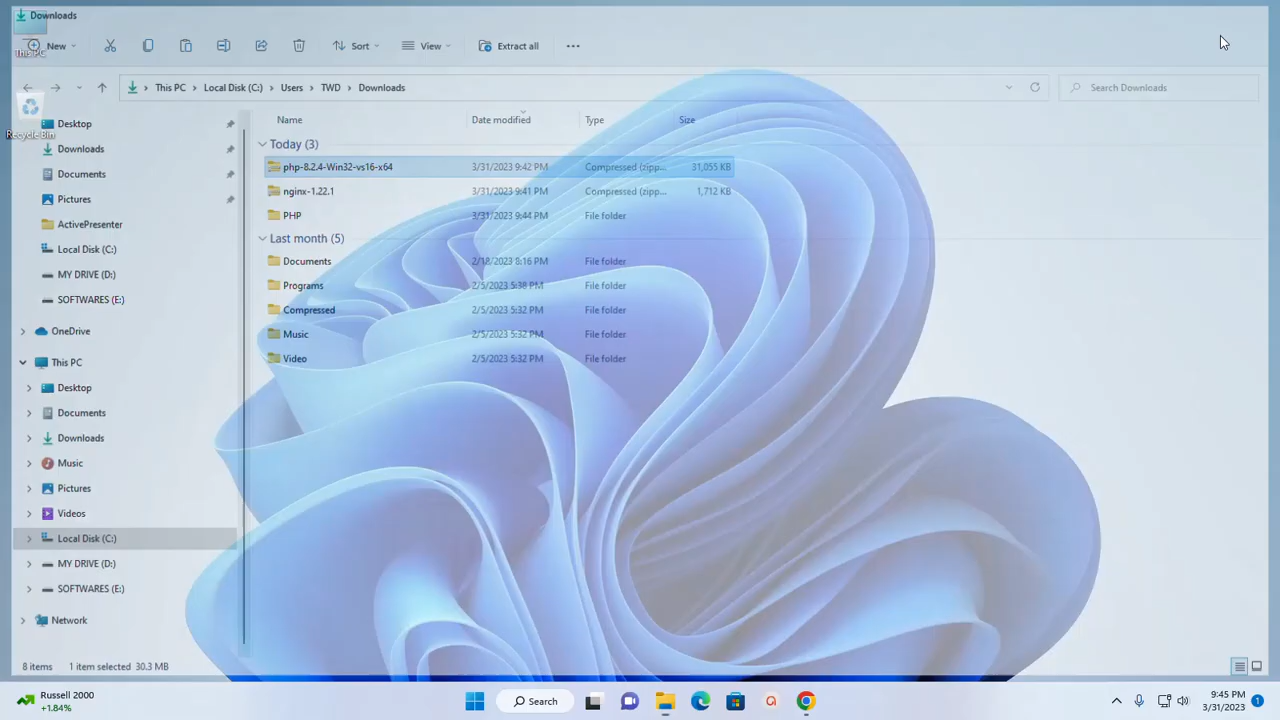 Downloads
New
Sort
View
Extract all
This PC
This PC
Local Disk (C:)
Users
TWD
Downloads
Search Downloads
Recycle Bin
Desktop
Downloads
Documents
Pictures
ActivePresenter
Local Disk (C:)
MY DRIVE (D:)
SOFTWARES (E:)
OneDrive
This PC
Desktop
Documents
Downloads
Music
Pictures
Videos
Local Disk (C:)
MY DRIVE (D:)
SOFTWARES (E:)
Network
Name Date modified Type Size
Today (3)
php-8.2.4-Win32-vs16-x64 3/31/2023 9:42 PM Compressed (zipp... 31,055 KB
nginx-1.22.1 3/31/2023 9:41 PM Compressed (zipp... 1,712 KB
PHP 3/31/2023 9:44 PM File folder
Last month (5)
Documents 2/18/2023 8:16 PM File folder
Programs 2/5/2023 5:38 PM File folder
Compressed 2/5/2023 5:32 PM File folder
Music 2/5/2023 5:32 PM File folder
Video 2/5/2023 5:32 PM File folder
8 items 1 item selected 30.3 MB
Russell 2000
+1.84%
Search
9:45 PM
3/31/2023
1